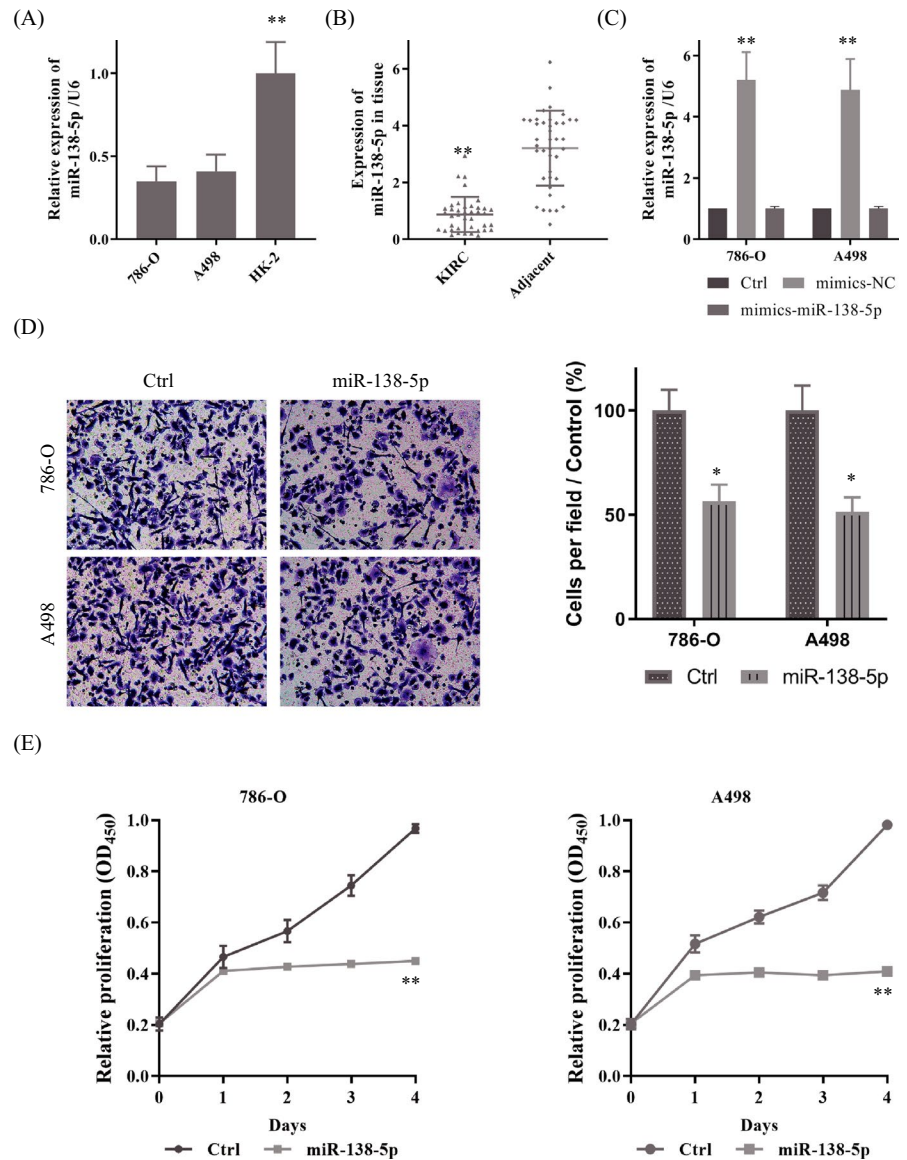 (A)
Relative expression of
miR-138-5p /U6
1.0
0.5
0.0
**
786-O
A498
HK-2
(B)
Expression of
miR-138-5p in tissue
6
4
2
0
**
KIRC
Adjacent
(C)
Relative expression of
miR-138-5p /U6
6
4
2
0
**
**
786-O
A498
Ctrl
mimics-NC
mimics-miR-138-5p
(D)
Ctrl
miR-138-5p
786-O
A498
Cells per field / Control (%)
100
50
0
*
*
786-O
A498
Ctrl
miR-138-5p
(E)
786-O
Relative proliferation (OD450)
1.0
0.8
0.6
0.4
0.2
0.0
**
0 1 2 3 4
Days
Ctrl
miR-138-5p
A498
Relative proliferation (OD450)
1.0
0.8
0.6
0.4
0.2
0.0
**
0 1 2 3 4
Days
Ctrl
miR-138-5p